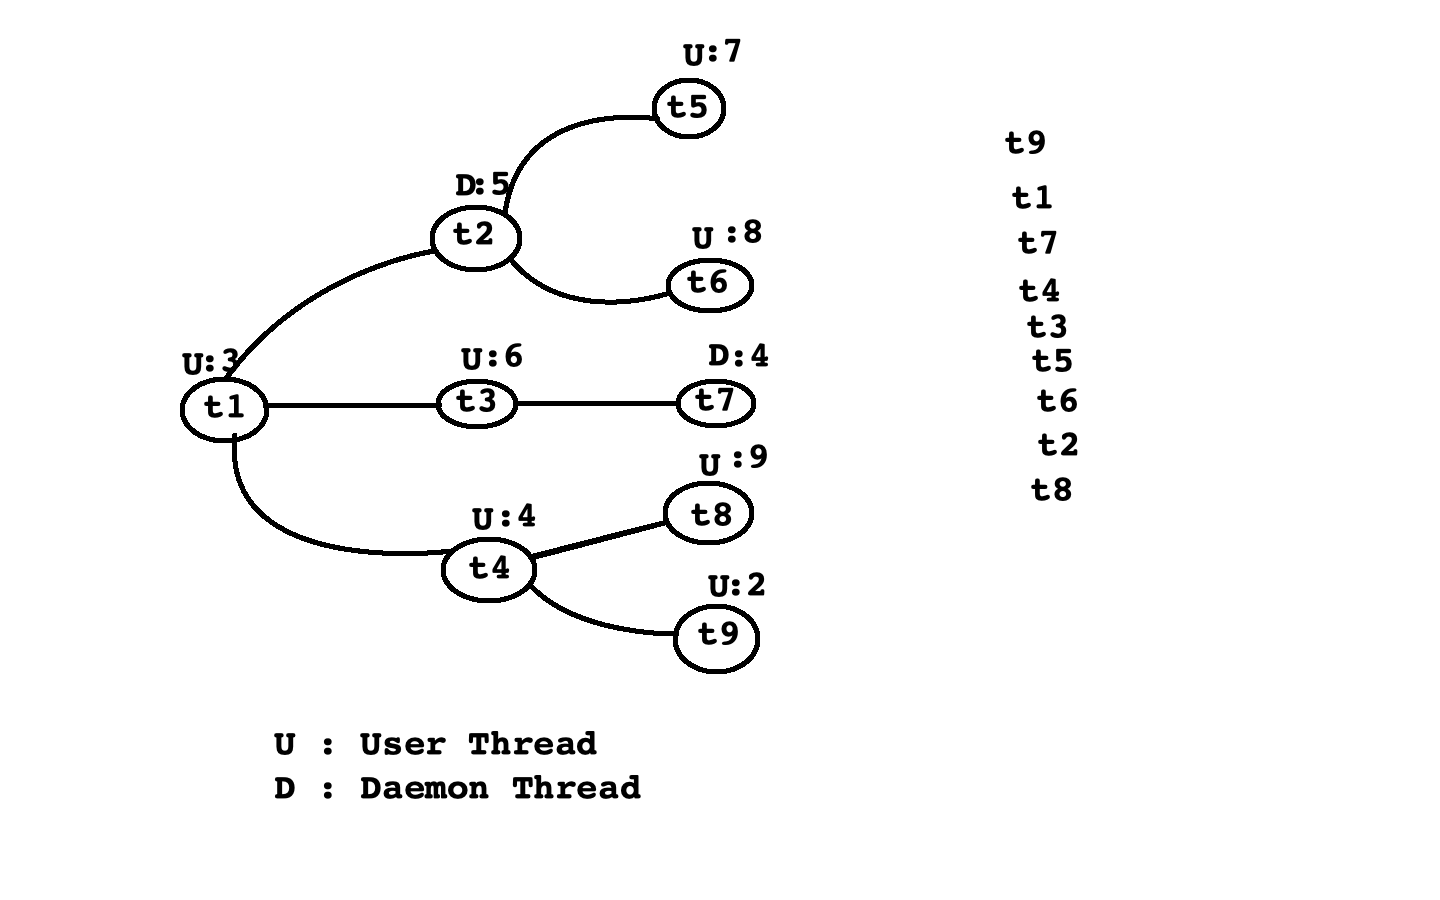 U:7
t5
D:5
t2
U :8
t6
U:3
t1
U:6
t3
D:4
t7
U :9
t8
U:4
t4
U:2
t9
U : User Thread
D : Daemon Thread
t9
t1
t7
t4
t3
t5
t6
t2
t8